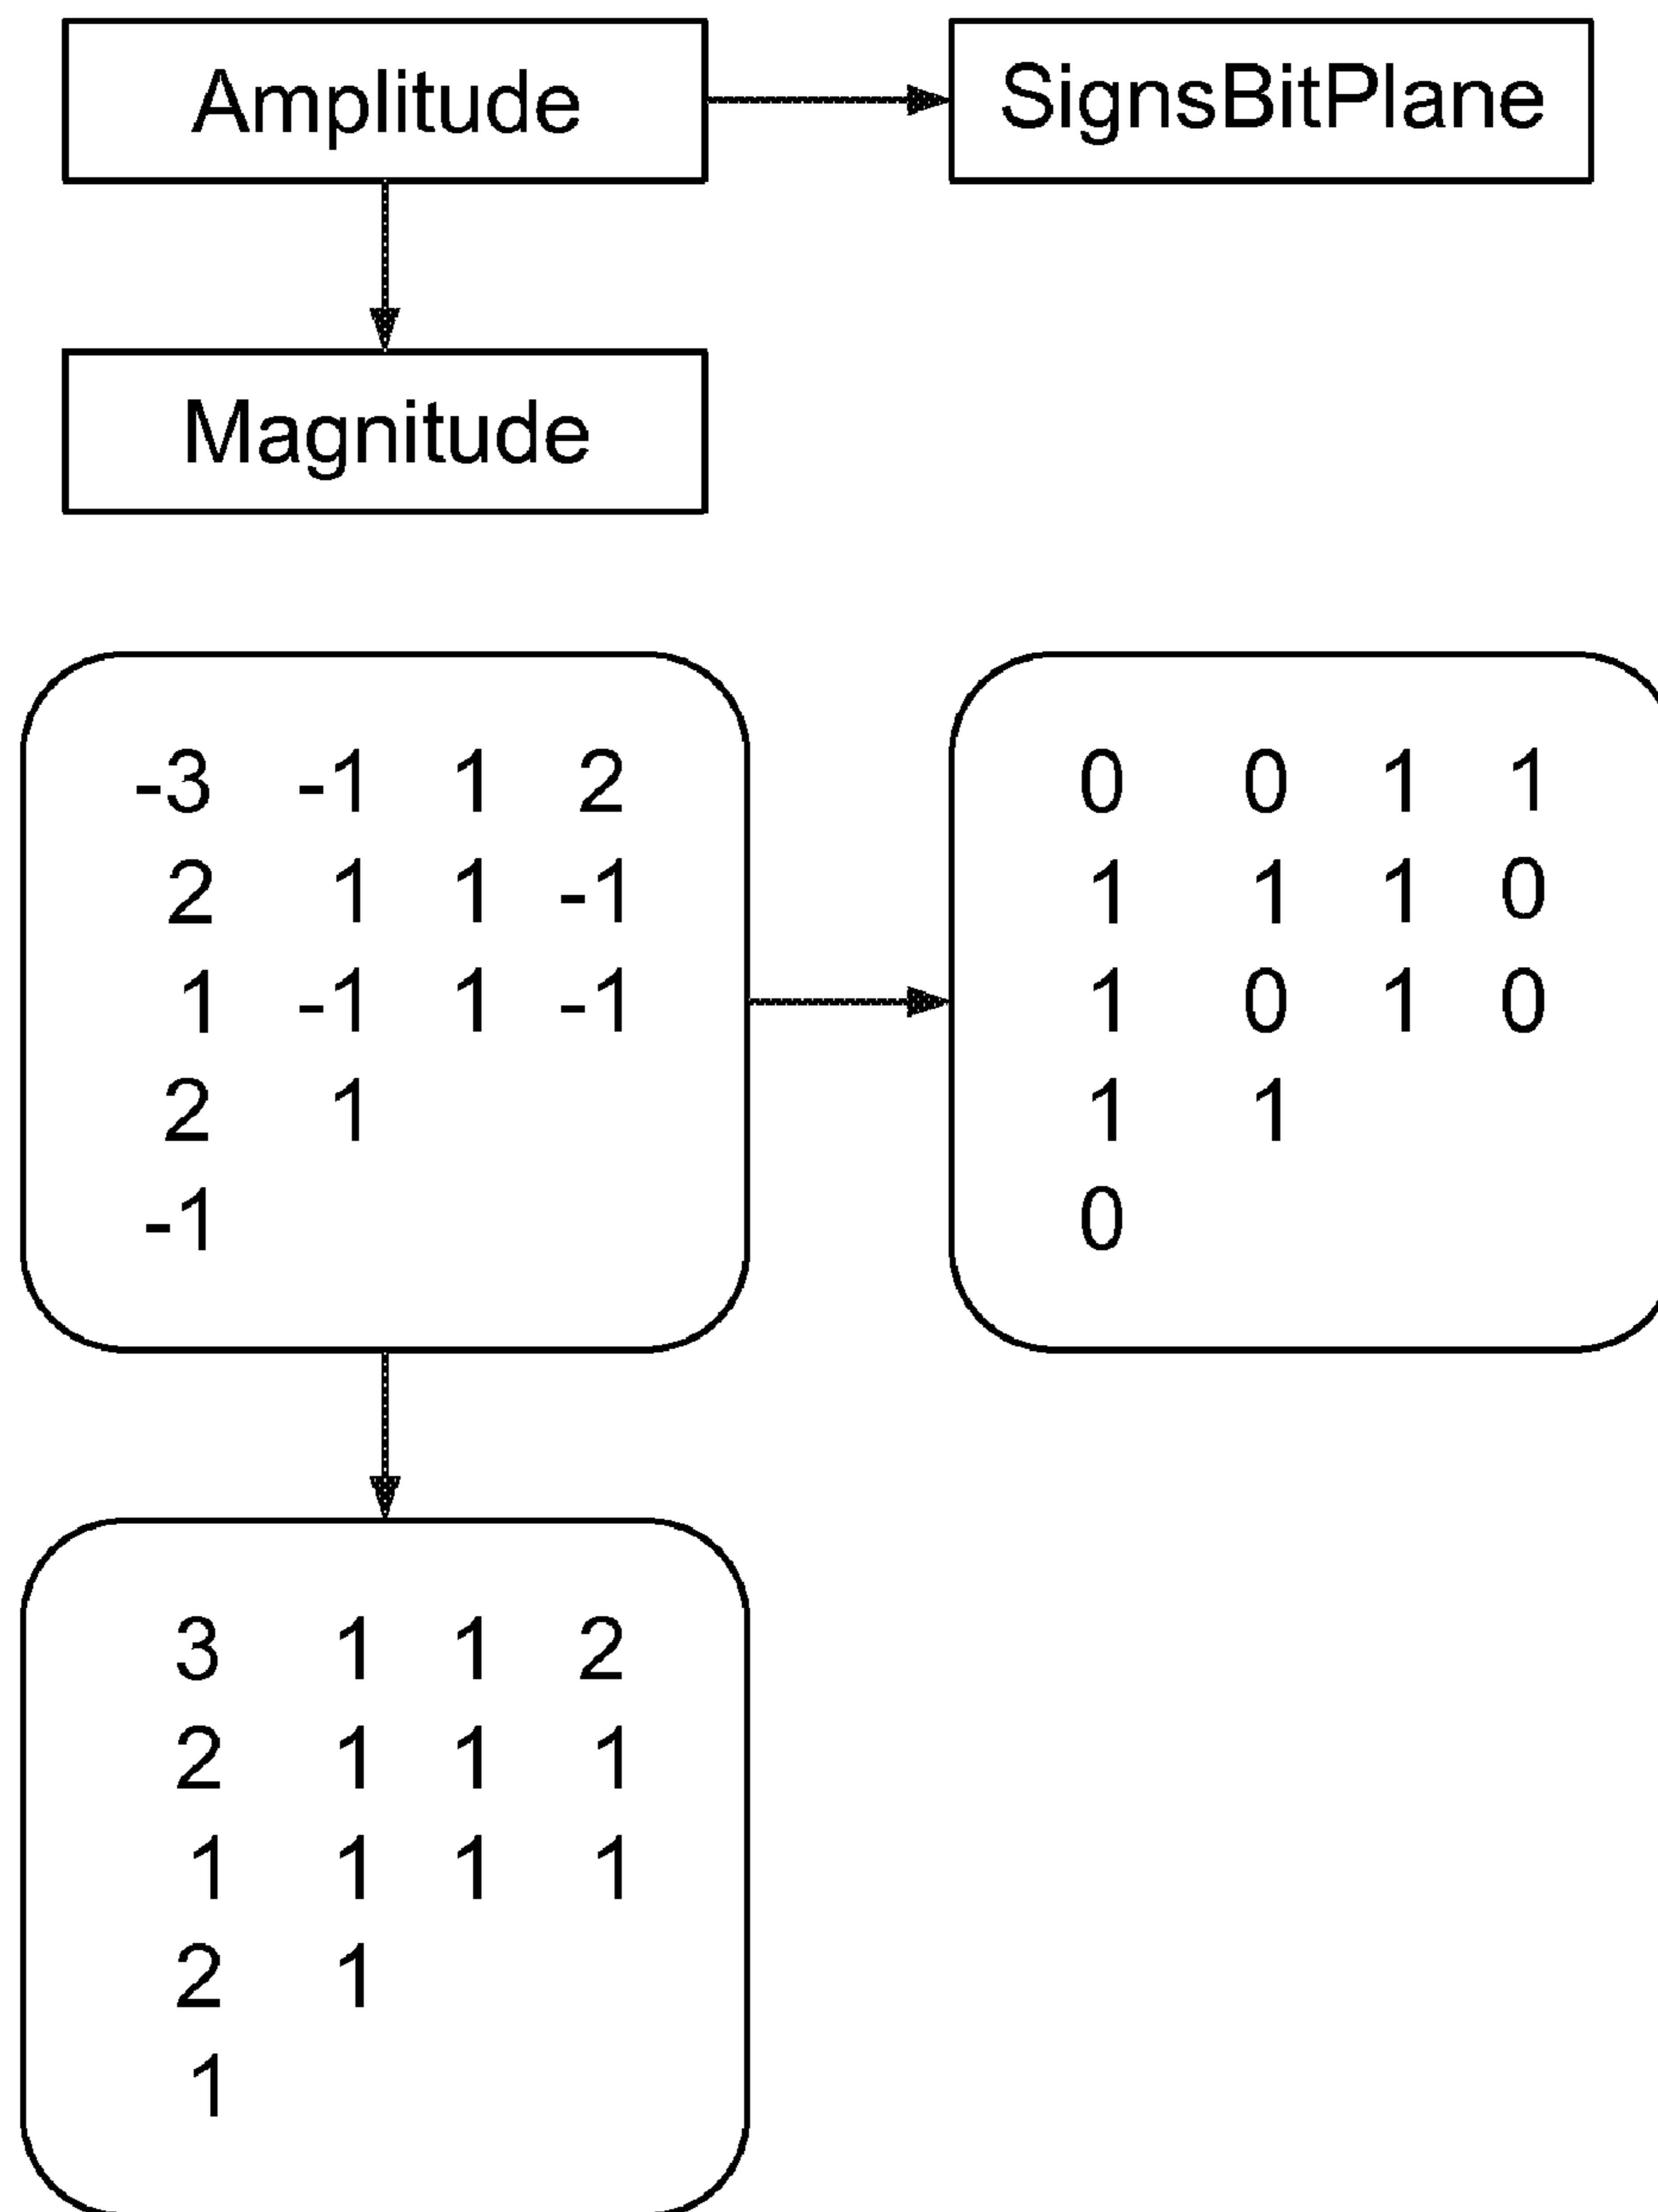 Amplitude SignsBitPlane
Magnitude
-3 -1 1 2
2 1 1 -1
1 -1 1 -1
2 1
-1
0 0 1 1
1 1 1 0
1 0 1 0
1 1
0
3 1 1 2
2 1 1 1
1 1 1 1
2 1
1